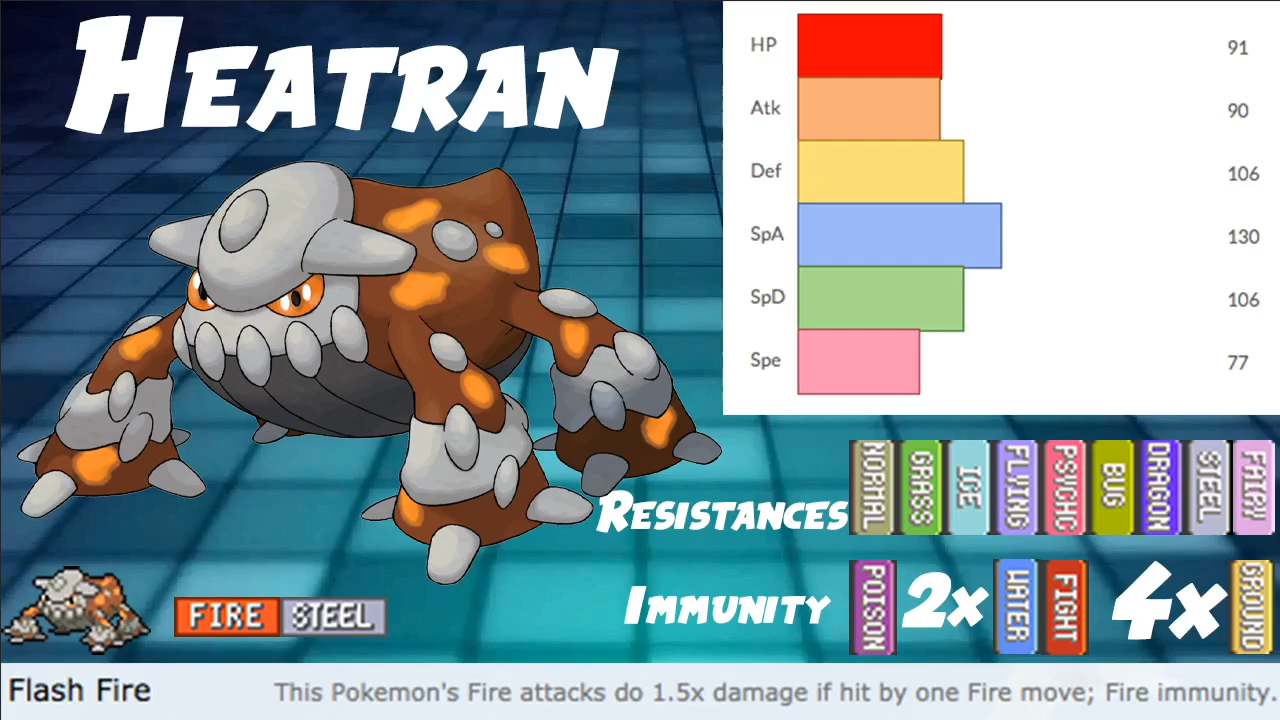 HEATRAN
HP 91
Atk 90
Def 106
SpA 130
SpD 106
Spe 77
RESISTANCES NORMAL GRASS ICE FLYING PSYCHC BUG DRAGON STEEL FAIRY
IMMUNITY POISON 2x WATER FIGHT 4x GROUND
FIRE STEEL
Flash Fire This Pokemon's Fire attacks do 1.5x damage if hit by one Fire move; Fire immunity.